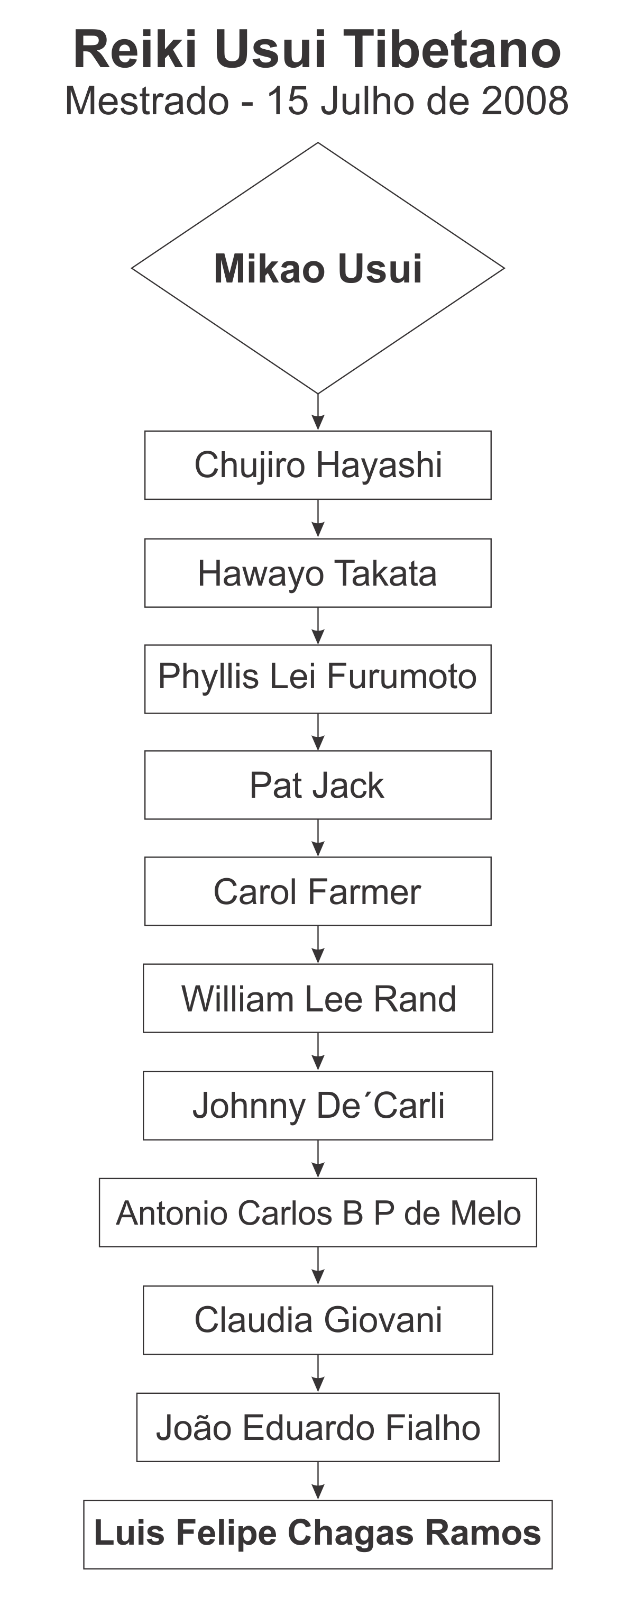 Reiki Usui Tibetano
Mestrado - 15 Julho de 2008
Mikao Usui
Chujiro Hayashi
Hawayo Takata
Phyllis Lei Furumoto
Pat Jack
Carol Farmer
William Lee Rand
Johnny De´Carli
Antonio Carlos B P de Melo
Claudia Giovani
João Eduardo Fialho
Luis Felipe Chagas Ramos